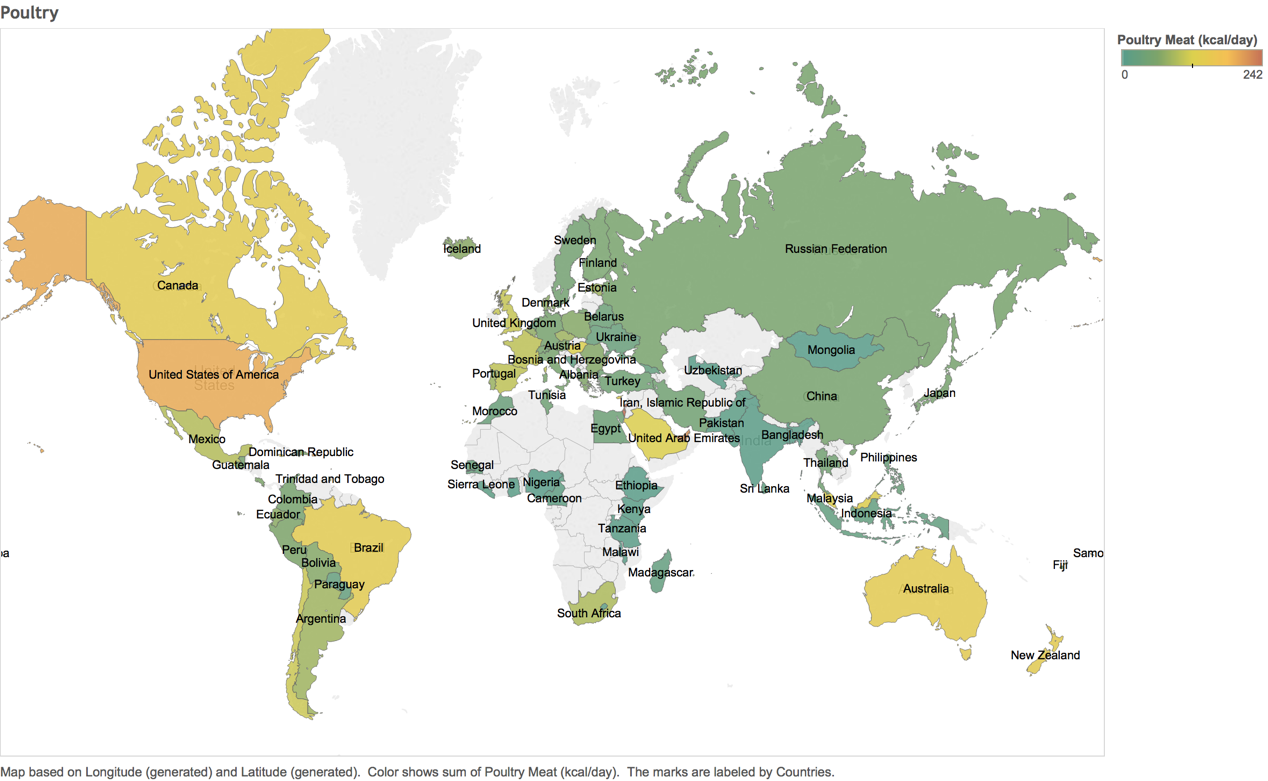 Poultry
Poultry Meat (kcal/day)
0 242
Canada
United States of America
States
Mexico
Dominican Republic
Guatemala
Trinidad and Tobago
Colombia
Ecuador
Peru
Brazil
Bolivia
Paraguay
Argentina
Iceland
Sweden
Finland
Estonia
Denmark
United Kingdom
Belarus
Ukraine
Austria
Bosnia and Herzegovina
Portugal
Albania
Turkey
Tunisia
Morocco
Egypt
Russian Federation
Mongolia
Uzbekistan
China
Japan
Iran, Islamic Republic of
Pakistan
United Arab Emirates
India
Bangladesh
Thailand
Philippines
Sri Lanka
Malaysia
Indonesia
Senegal
Sierra Leone
Nigeria
Cameroon
Ethiopia
Kenya
Tanzania
Malawi
Madagascar
South Africa
Samo
Fiji
Australia
New Zealand
Map based on Longitude (generated) and Latitude (generated).  Color shows sum of Poultry Meat (kcal/day).  The marks are labeled by Countries.